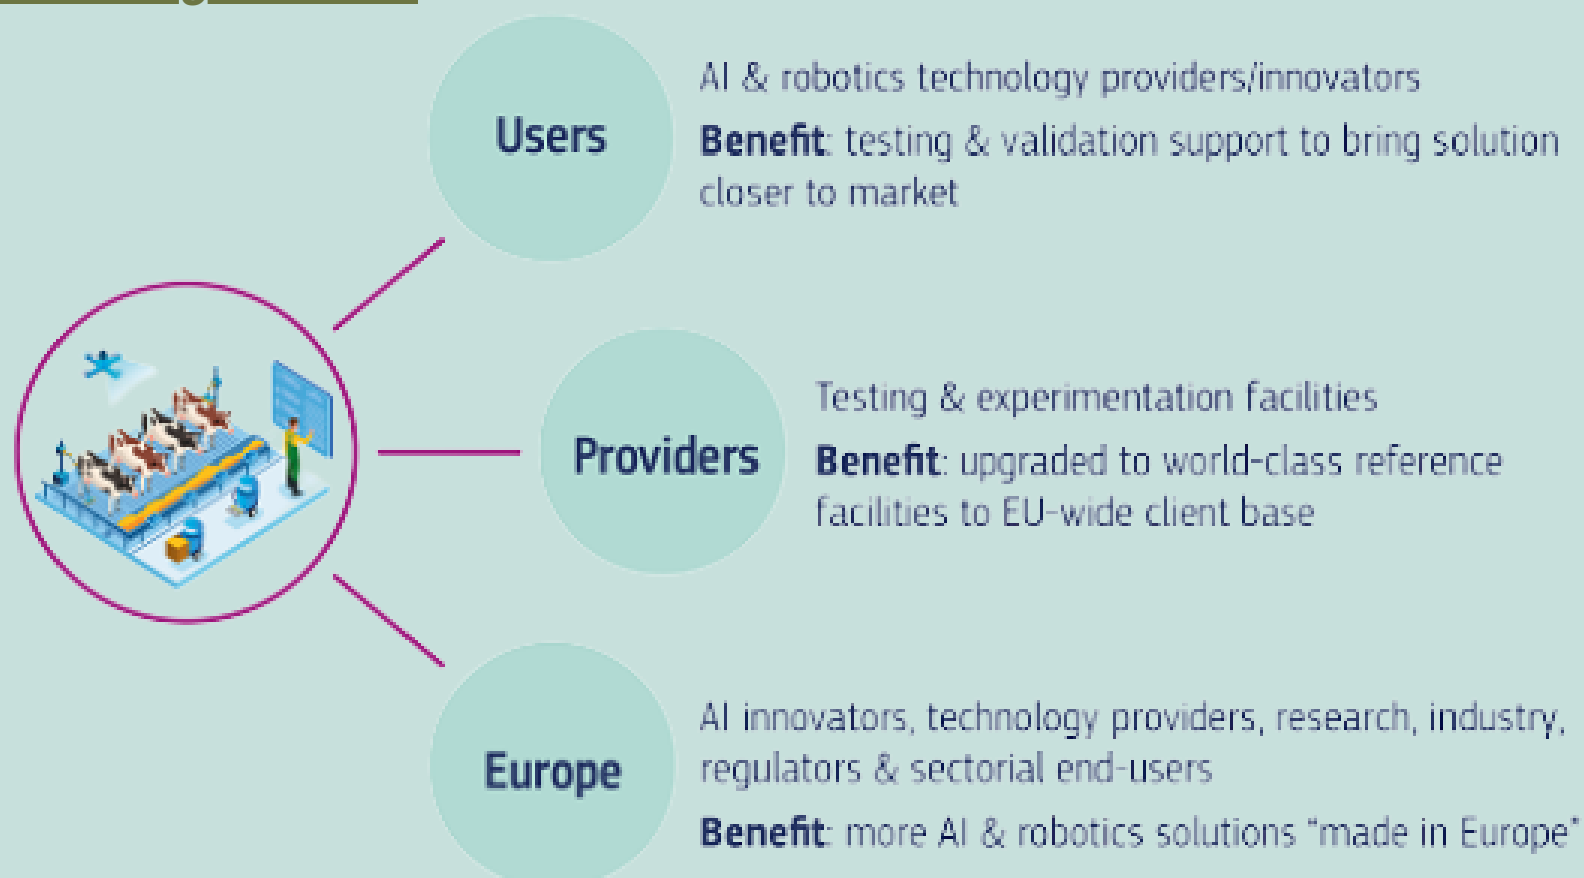 Users
AI & robotics technology providers/innovators
Benefit: testing & validation support to bring solution
closer to market
Providers
Testing & experimentation facilities
Benefit: upgraded to world-class reference
facilities to EU-wide client base
Europe
AI innovators, technology providers, research, industry,
regulators & sectorial end-users
Benefit: more AI & robotics solutions "made in Europe"